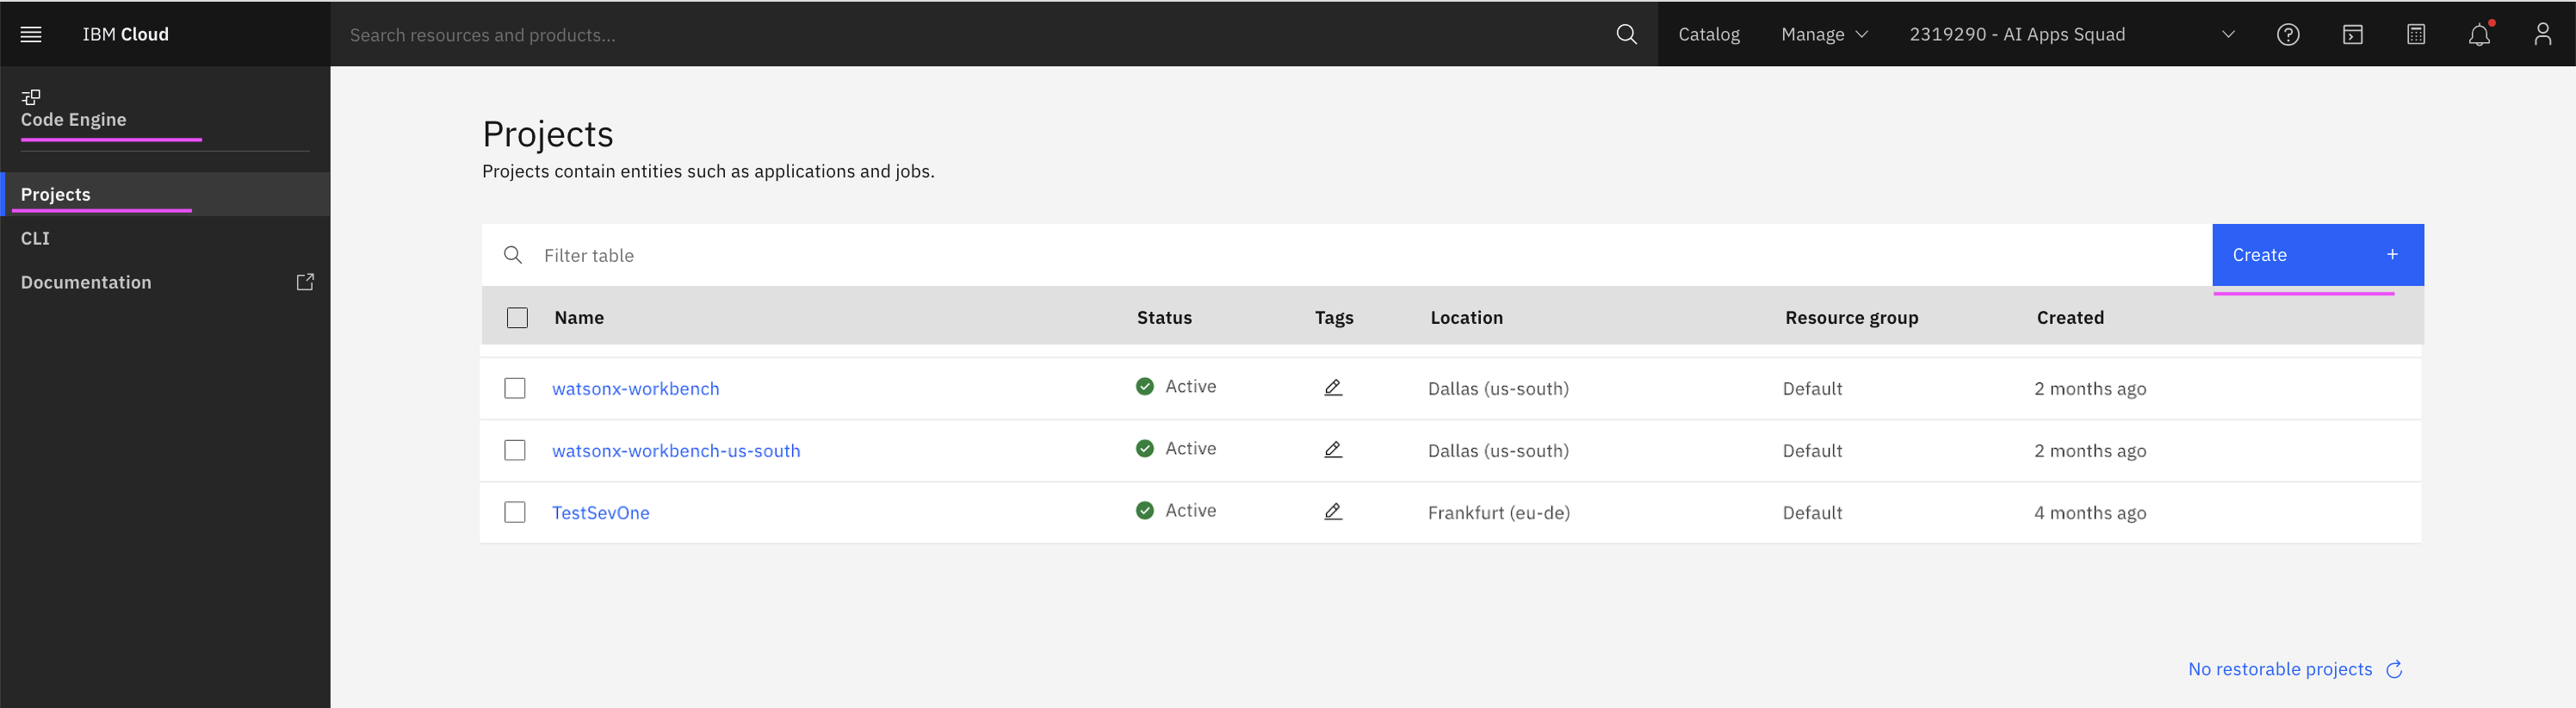 IBM Cloud
Search resources and products...
Catalog
Manage
2319290 - AI Apps Squad
Code Engine
Projects
CLI
Documentation
Projects
Projects contain entities such as applications and jobs.
Filter table
Create +
Name Status Tags Location Resource group Created
watsonx-workbench Active Dallas (us-south) Default 2 months ago
watsonx-workbench-us-south Active Dallas (us-south) Default 2 months ago
TestSevOne Active Frankfurt (eu-de) Default 4 months ago
No restorable projects